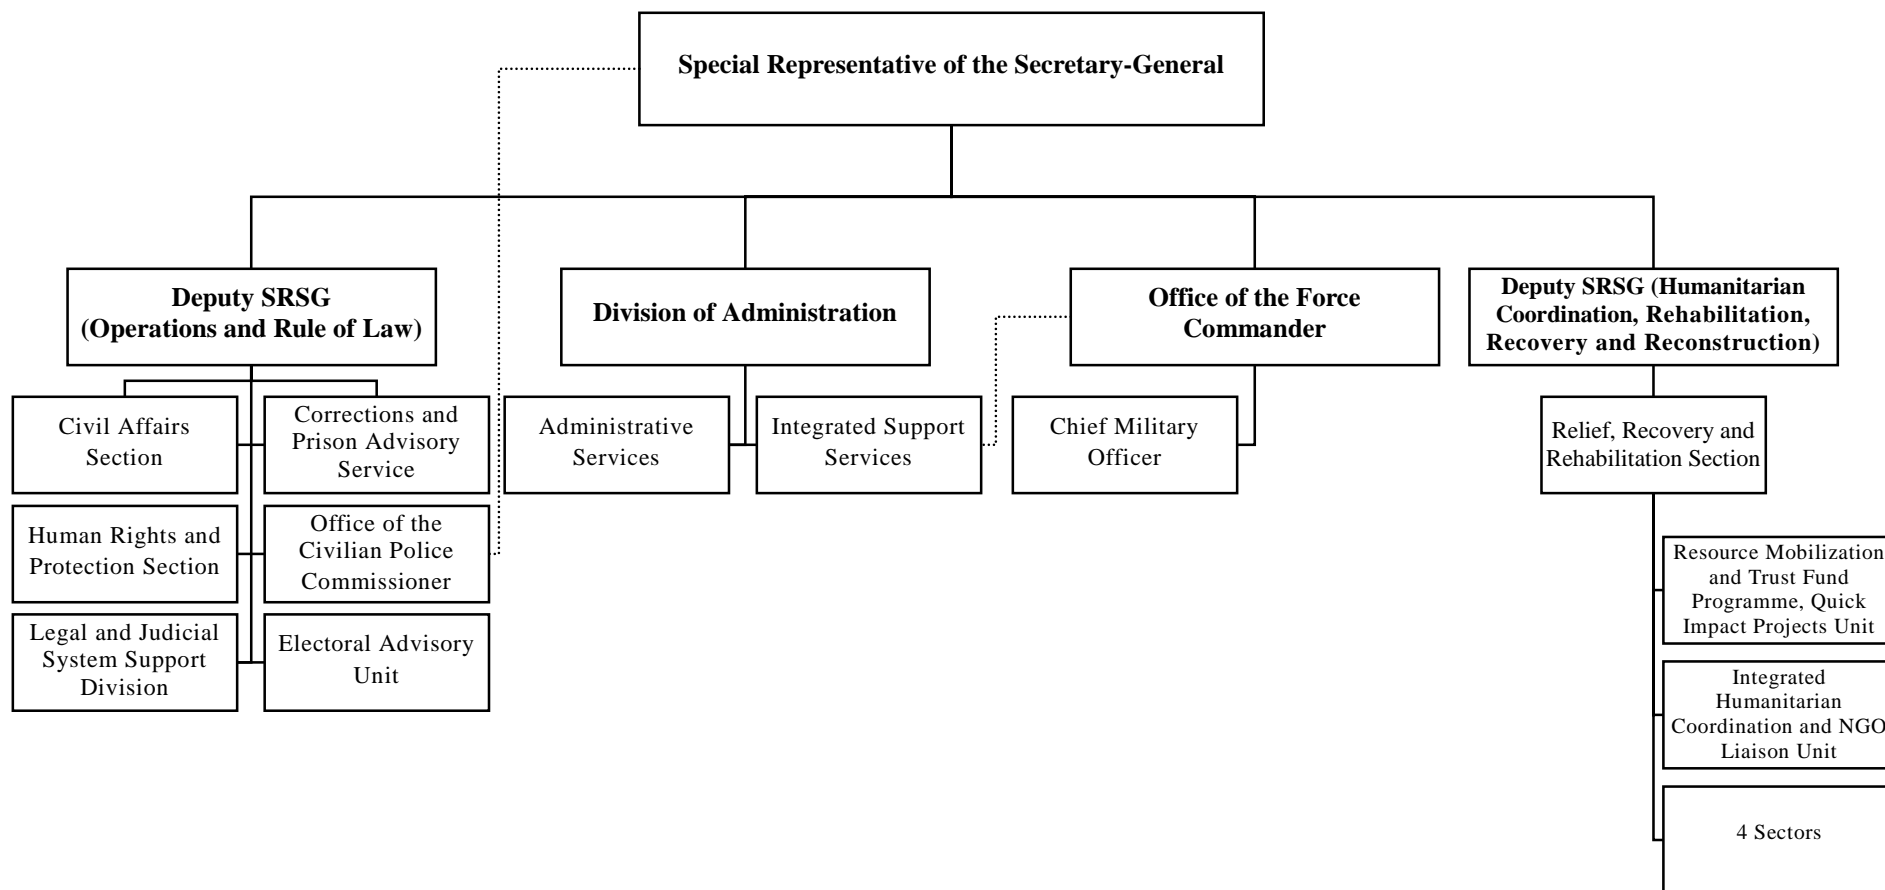 Special Representative of the Secretary-General
Deputy SRSG
(Operations and Rule of Law)
Division of Administration
Office of the Force
Commander
Deputy SRSG (Humanitarian
Coordination, Rehabilitation,
Recovery and Reconstruction)
Civil Affairs
Section
Corrections and
Prison Advisory
Service
Administrative
Services
Integrated Support
Services
Chief Military
Officer
Relief, Recovery and
Rehabilitation Section
Human Rights and
Protection Section
Office of the
Civilian Police
Commissioner
Legal and Judicial
System Support
Division
Electoral Advisory
Unit
Resource Mobilization
and Trust Fund
Programme, Quick
Impact Projects Unit
Integrated
Humanitarian
Coordination and NGO
Liaison Unit
4 Sectors